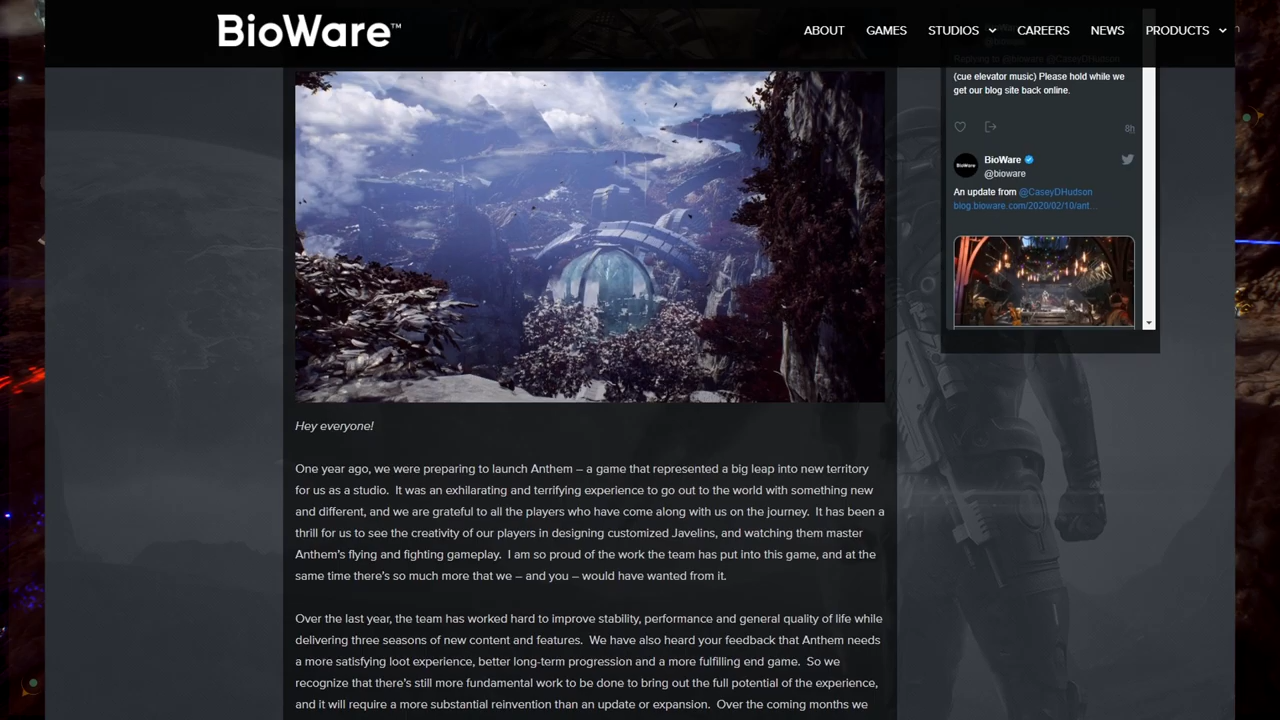 BioWare™
ABOUT
GAMES
STUDIOS
CAREERS
NEWS
PRODUCTS
Replying to @bioware @CaseyDHudson
(cue elevator music) Please hold while we
get our blog site back online.
8h
BioWare
@bioware
An update from @CaseyDHudson
blog.bioware.com/2020/02/10/ant…
Hey everyone!
One year ago, we were preparing to launch Anthem – a game that represented a big leap into new territory
for us as a studio. It was an exhilarating and terrifying experience to go out to the world with something new
and different, and we are grateful to all the players who have come along with us on the journey. It has been a
thrill for us to see the creativity of our players in designing customized Javelins, and watching them master
Anthem's flying and fighting gameplay. I am so proud of the work the team has put into this game, and at the
same time there's so much more that we – and you – would have wanted from it.
Over the last year, the team has worked hard to improve stability, performance and general quality of life while
delivering three seasons of new content and features. We have also heard your feedback that Anthem needs
a more satisfying loot experience, better long-term progression and a more fulfilling end game. So we
recognize that there's still more fundamental work to be done to bring out the full potential of the experience,
and it will require a more substantial reinvention than an update or expansion. Over the coming months we